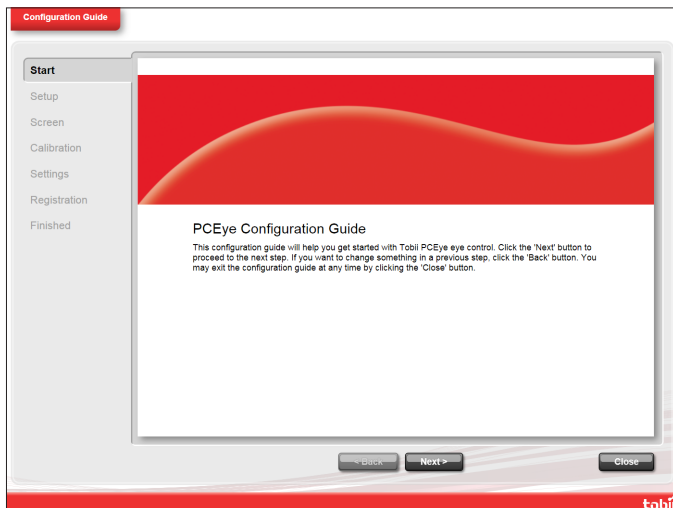 Configuration Guide
Start
Setup
Screen
Calibration
Settings
Registration
Finished
PCEye Configuration Guide
This configuration guide will help you get started with Tobii PCEye eye control. Click the 'Next' button to
proceed to the next step. If you want to change something in a previous step, click the 'Back' button. You
may exit the configuration guide at any time by clicking the 'Close' button.
< Back
Next >
Close
tobii